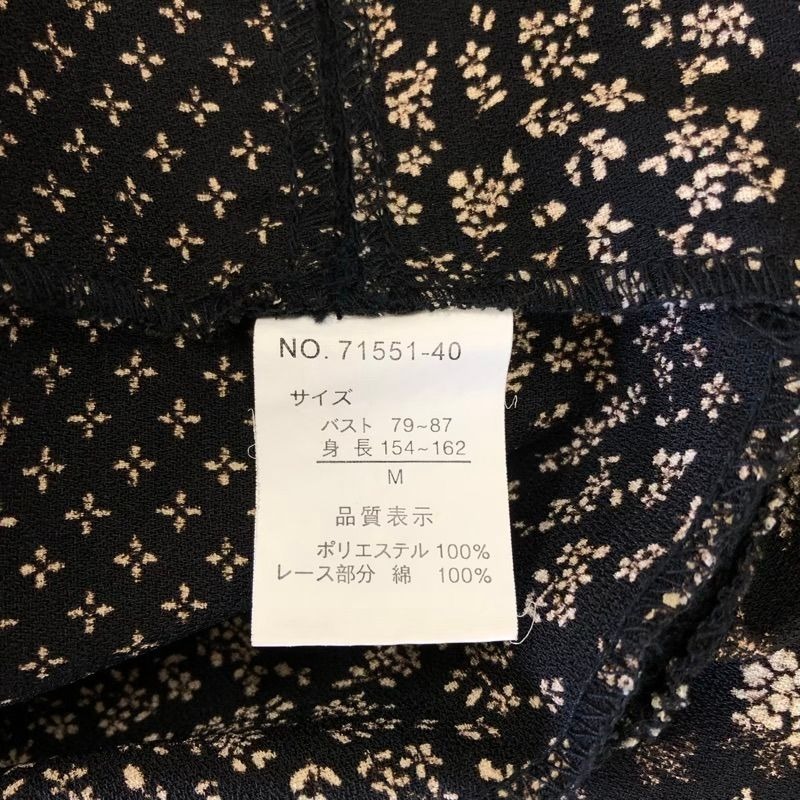 NO. 71551-40
サイズ
バスト 79~87
身 長 154~162
M
品質表示
ポリエステル 100%
レース部分 綿 100%